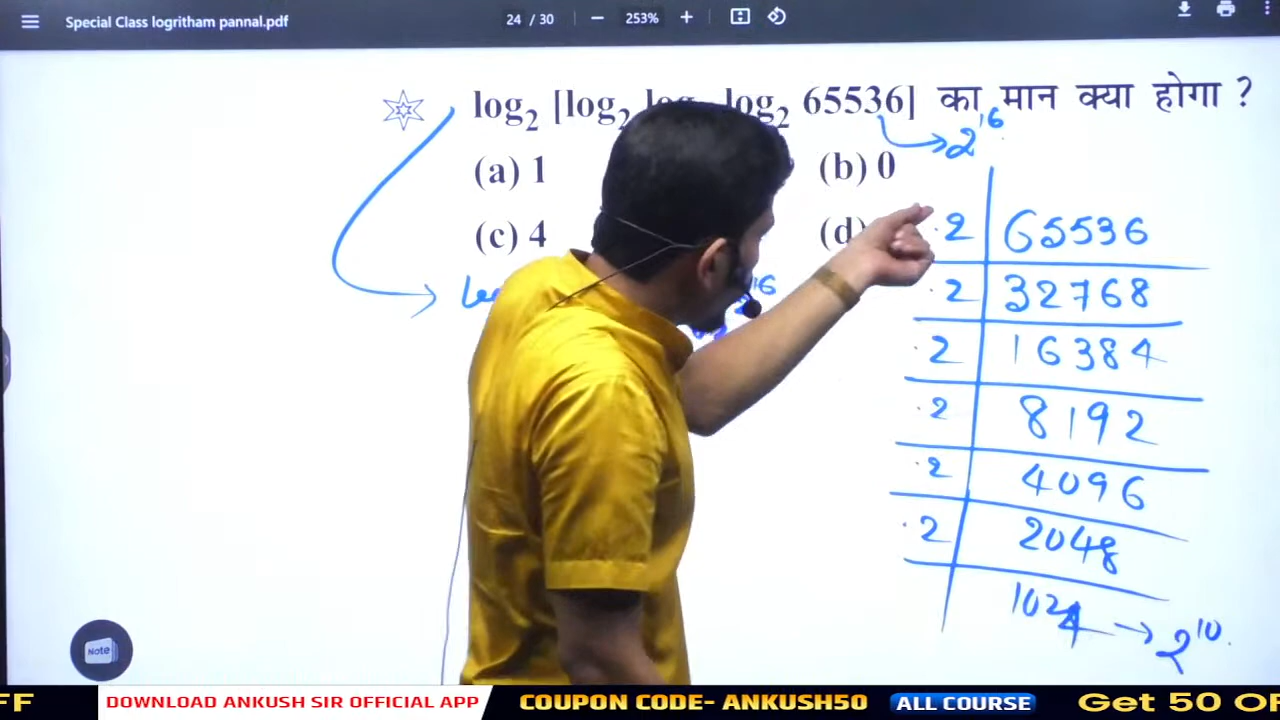 Special Class logritham pannal.pdf
24 / 30
253%
log₂ [log₂ log₂ 65536] का मान क्या होगा ?
2¹⁶
(a) 1
(b) 0
(c) 4
(d)
2 65536
2 32768
2 16384
2 8192
2 4096
2 2048
1024 → 2¹⁰
Note
FF
DOWNLOAD ANKUSH SIR OFFICIAL APP
COUPON CODE- ANKUSH50
ALL COURSE
Get 50 OF